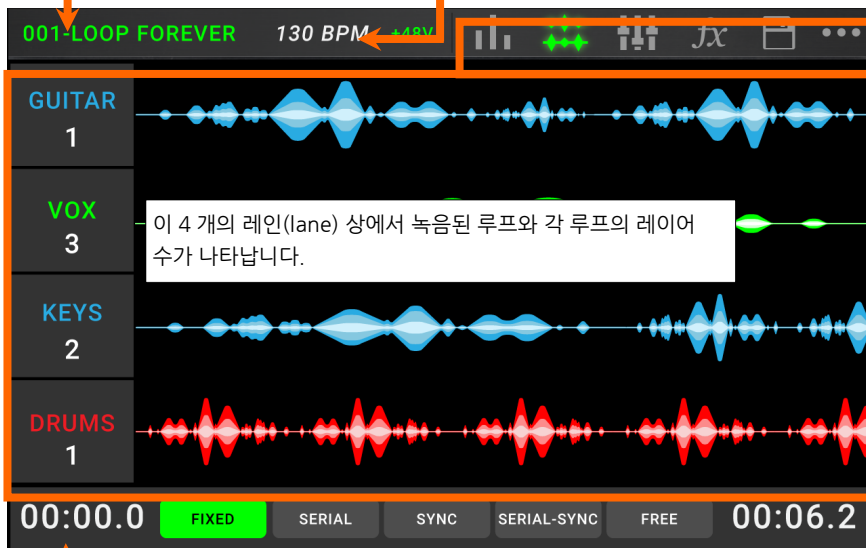 001-LOOP FOREVER 130 BPM +48V fx
GUITAR
1
VOX
3
이 4 개의 레인(lane) 상에서 녹음된 루프와 각 루프의 레이어
수가 나타납니다.
KEYS
2
DRUMS
1
00:00.0 FIXED SERIAL SYNC SERIAL-SYNC FREE 00:06.2